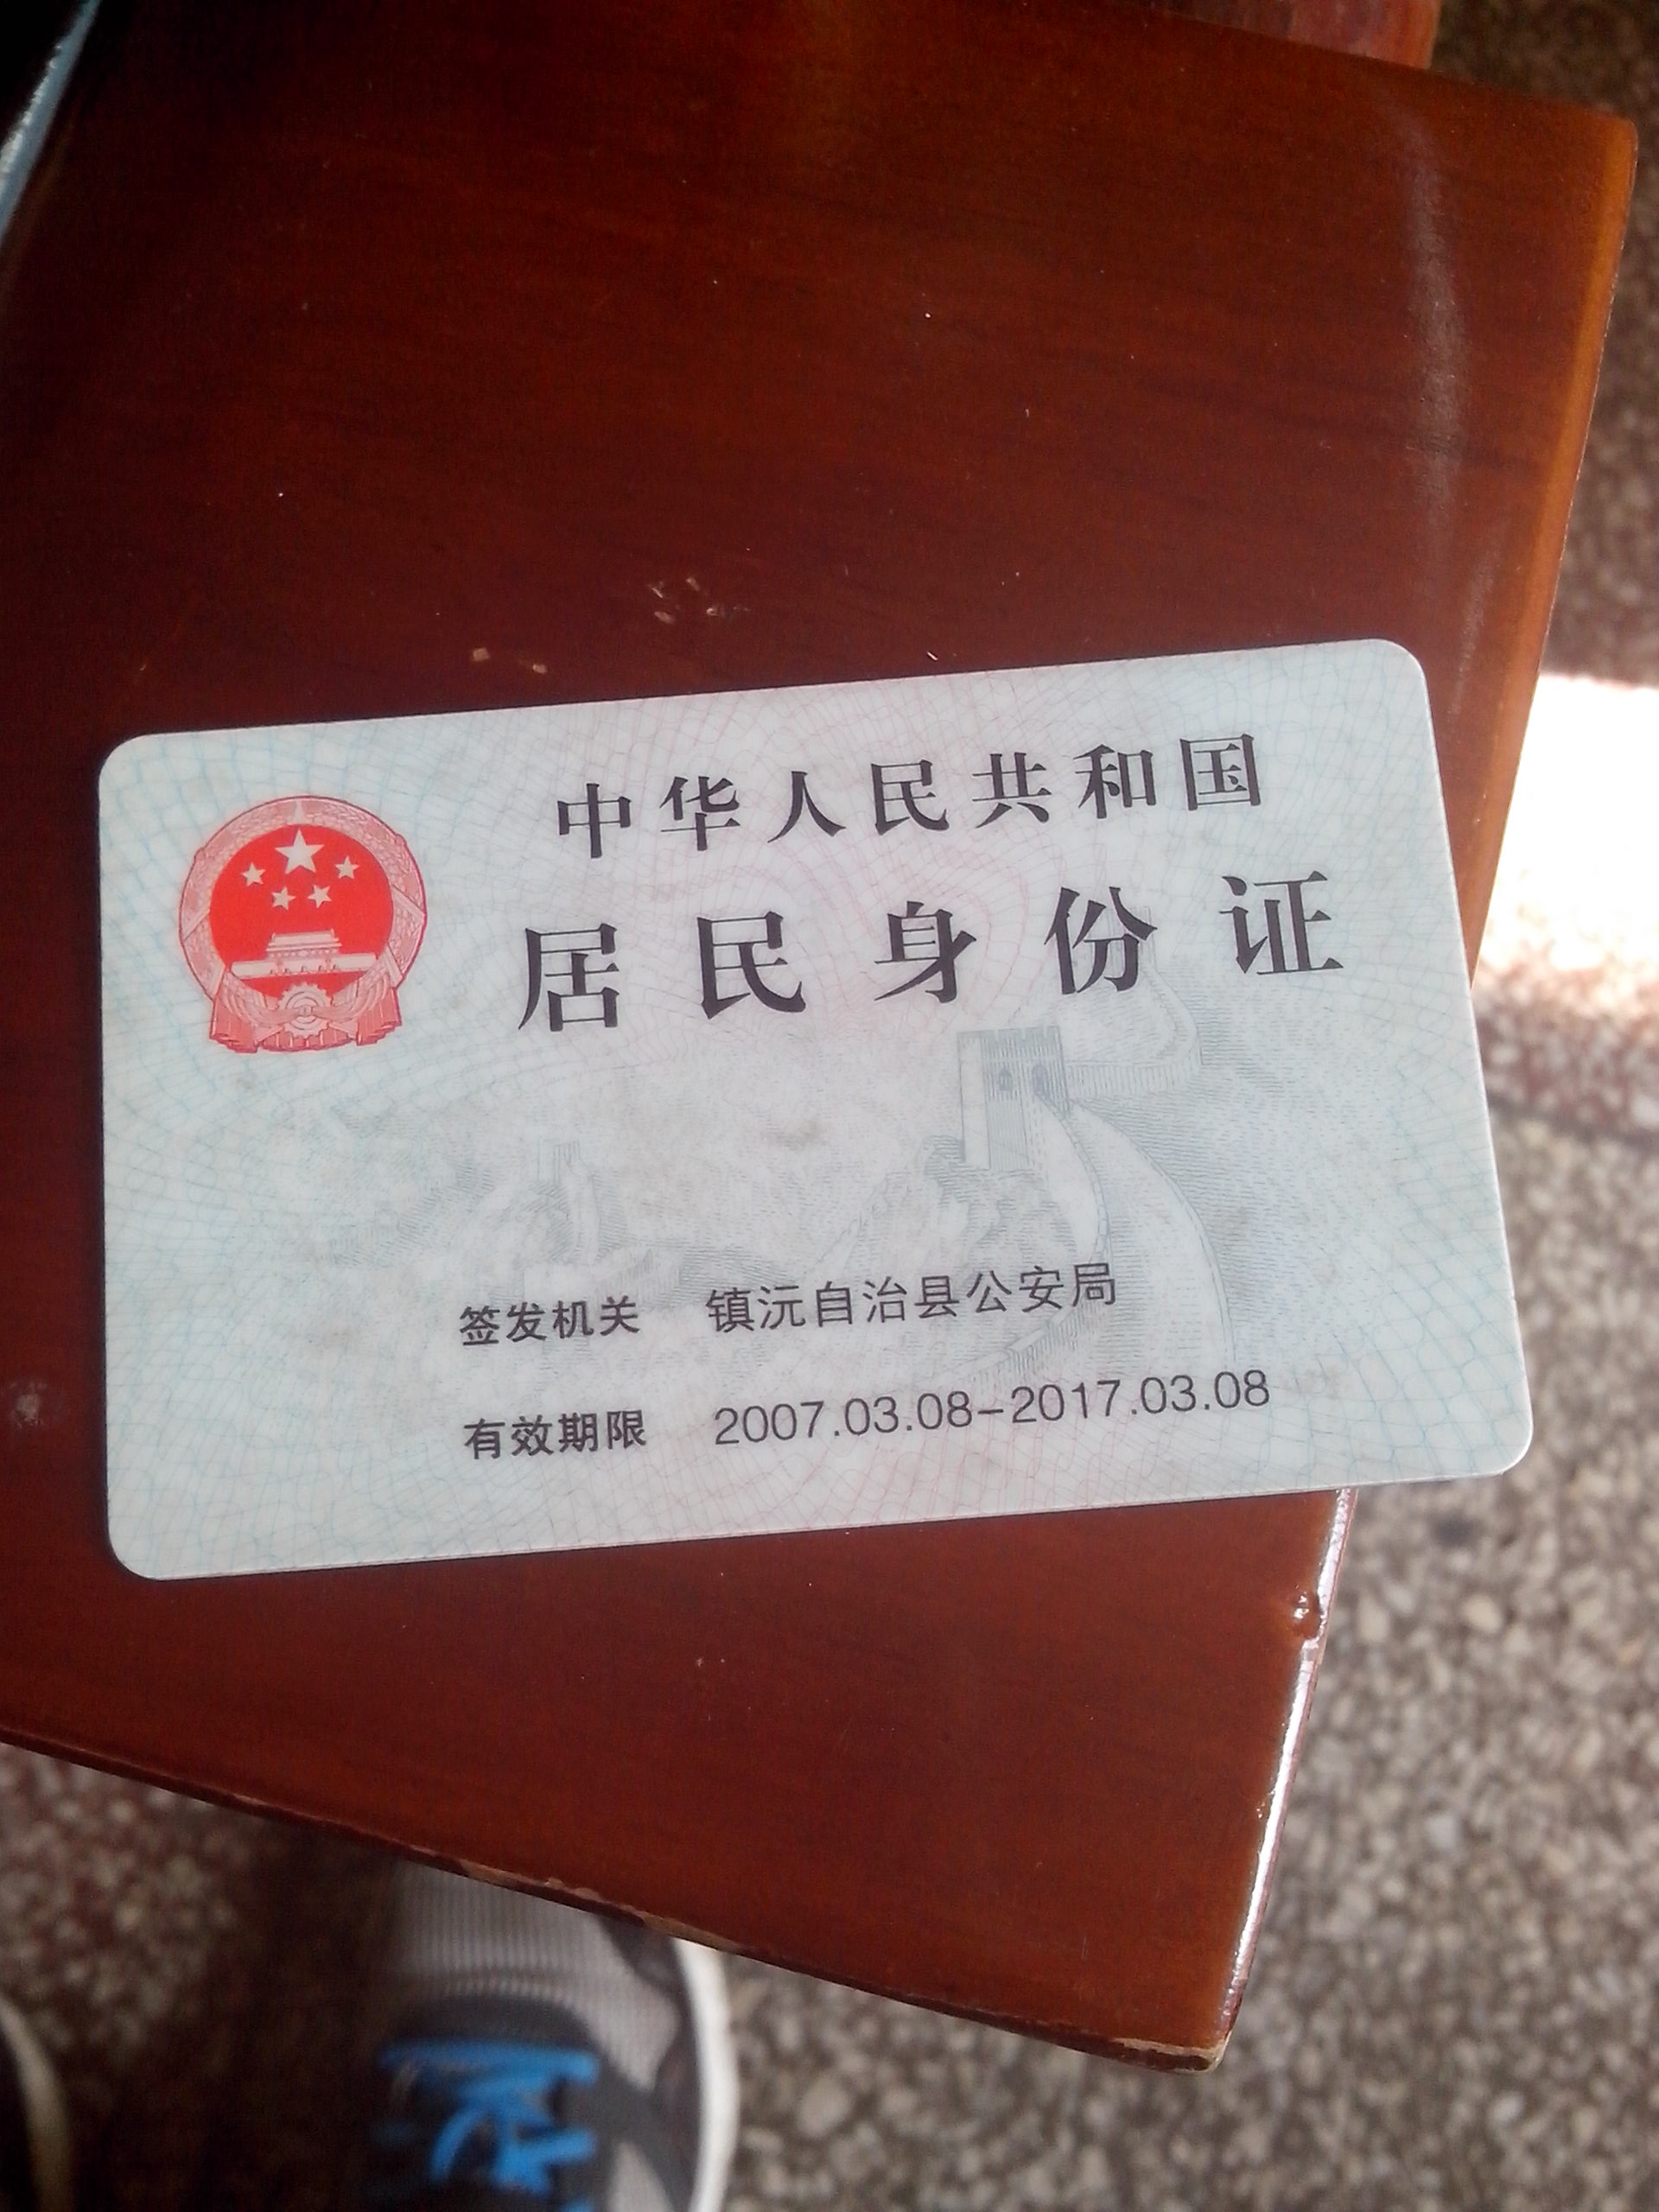 中华人民共和国
居民身份证
签发机关 镇沅自治县公安局
有效期限 2007.03.08-2017.03.08